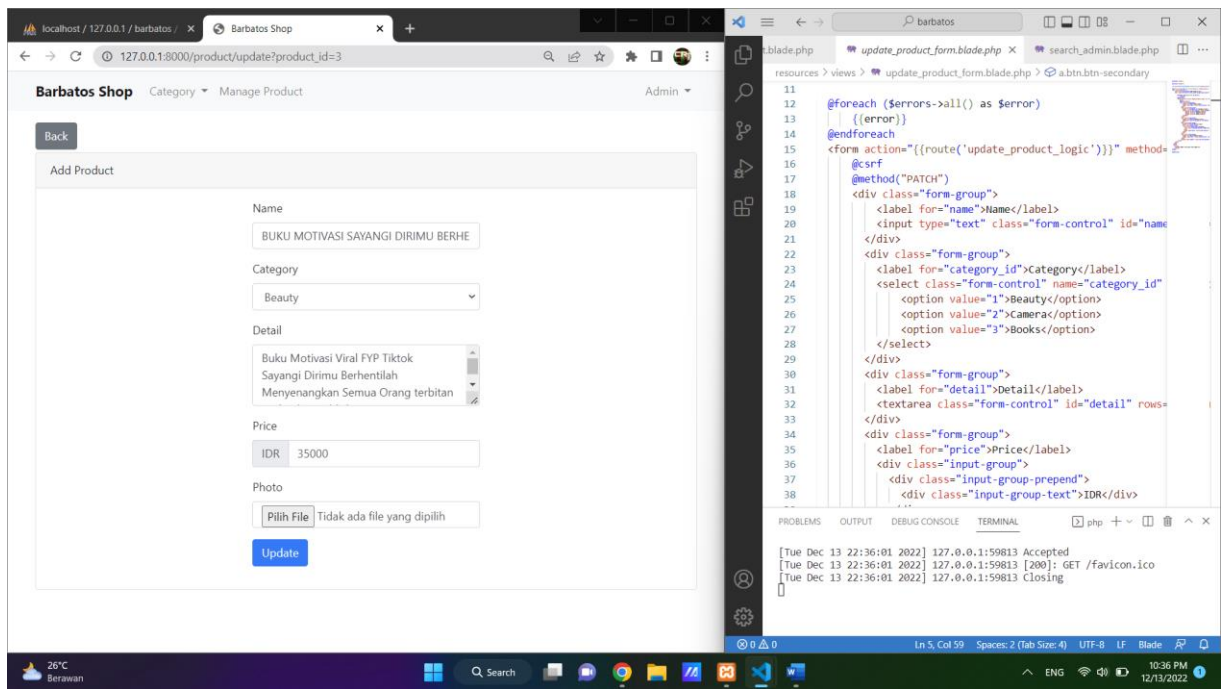 localhost / 127.0.0.1 / barbatos /
Barbatos Shop
127.0.0.1:8000/product/update?product_id=3
Barbatos Shop Category Manage Product Admin
Back
Add Product
Name
BUKU MOTIVASI SAYANGI DIRIMU BERHE
Category
Beauty
Detail
Buku Motivasi Viral FYP Tiktok
Sayangi Dirimu Berhentilah
Menyenangkan Semua Orang terbitan
Price
IDR 35000
Photo
Pilih File Tidak ada file yang dipilih
Update
barbatos
t.blade.php update_product_form.blade.php search_admin.blade.php
resources > views > update_product_form.blade.php > a.btn.btn-secondary
11
12 @foreach ($errors->all() as $error)
13 {{error}}
14 @endforeach
15 <form action="{{route('update_product_logic')}}" method=
16 @csrf
17 @method("PATCH")
18 <div class="form-group">
19 <label for="name">Name</label>
20 <input type="text" class="form-control" id="name
21 </div>
22 <div class="form-group">
23 <label for="category_id">Category</label>
24 <select class="form-control" name="category_id"
25 <option value="1">Beauty</option>
26 <option value="2">Camera</option>
27 <option value="3">Books</option>
28 </select>
29 </div>
30 <div class="form-group">
31 <label for="detail">Detail</label>
32 <textarea class="form-control" id="detail" rows=
33 </div>
34 <div class="form-group">
35 <label for="price">Price</label>
36 <div class="input-group">
37 <div class="input-group-prepend">
38 <div class="input-group-text">IDR</div>
PROBLEMS OUTPUT DEBUG CONSOLE TERMINAL php
[Tue Dec 13 22:36:01 2022] 127.0.0.1:59813 Accepted
[Tue Dec 13 22:36:01 2022] 127.0.0.1:59813 [200]: GET /favicon.ico
[Tue Dec 13 22:36:01 2022] 127.0.0.1:59813 Closing
0 0 Ln 5, Col 59 Spaces: 2 (Tab Size: 4) UTF-8 LF Blade
26°C
Berawan
Search
ENG
10:36 PM
12/13/2022
1